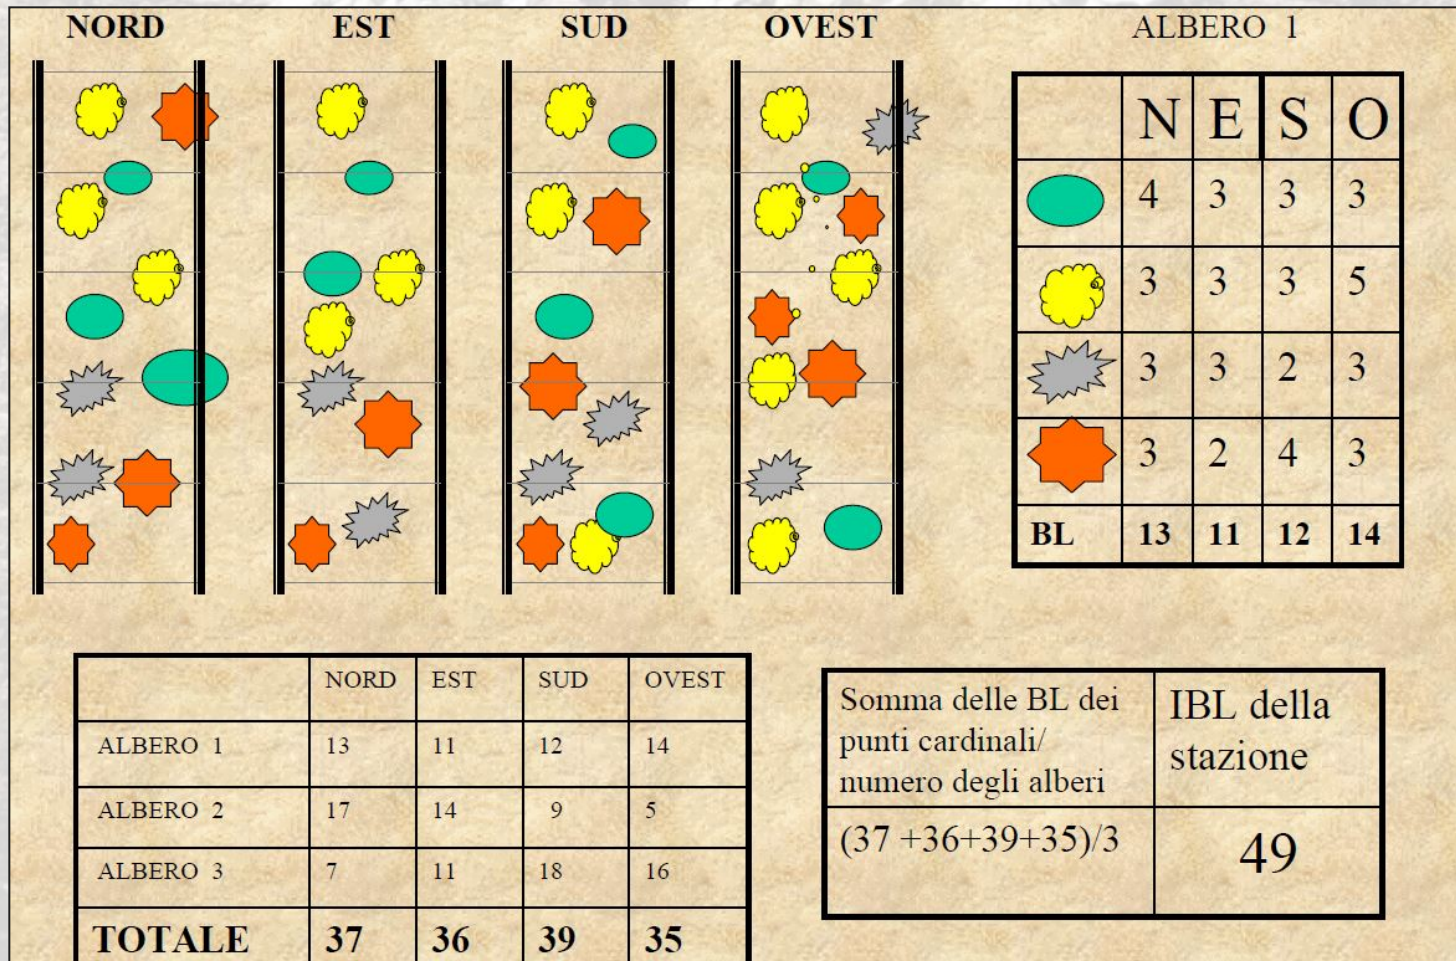 NORD EST SUD OVEST ALBERO 1
N E S O
4 3 3 3
3 3 3 5
3 3 2 3
3 2 4 3
BL 13 11 12 14
NORD EST SUD OVEST
ALBERO 1 13 11 12 14
ALBERO 2 17 14 9 5
ALBERO 3 7 11 18 16
TOTALE 37 36 39 35
Somma delle BL dei
punti cardinali/
numero degli alberi
IBL della
stazione
(37 +36+39+35)/3
49